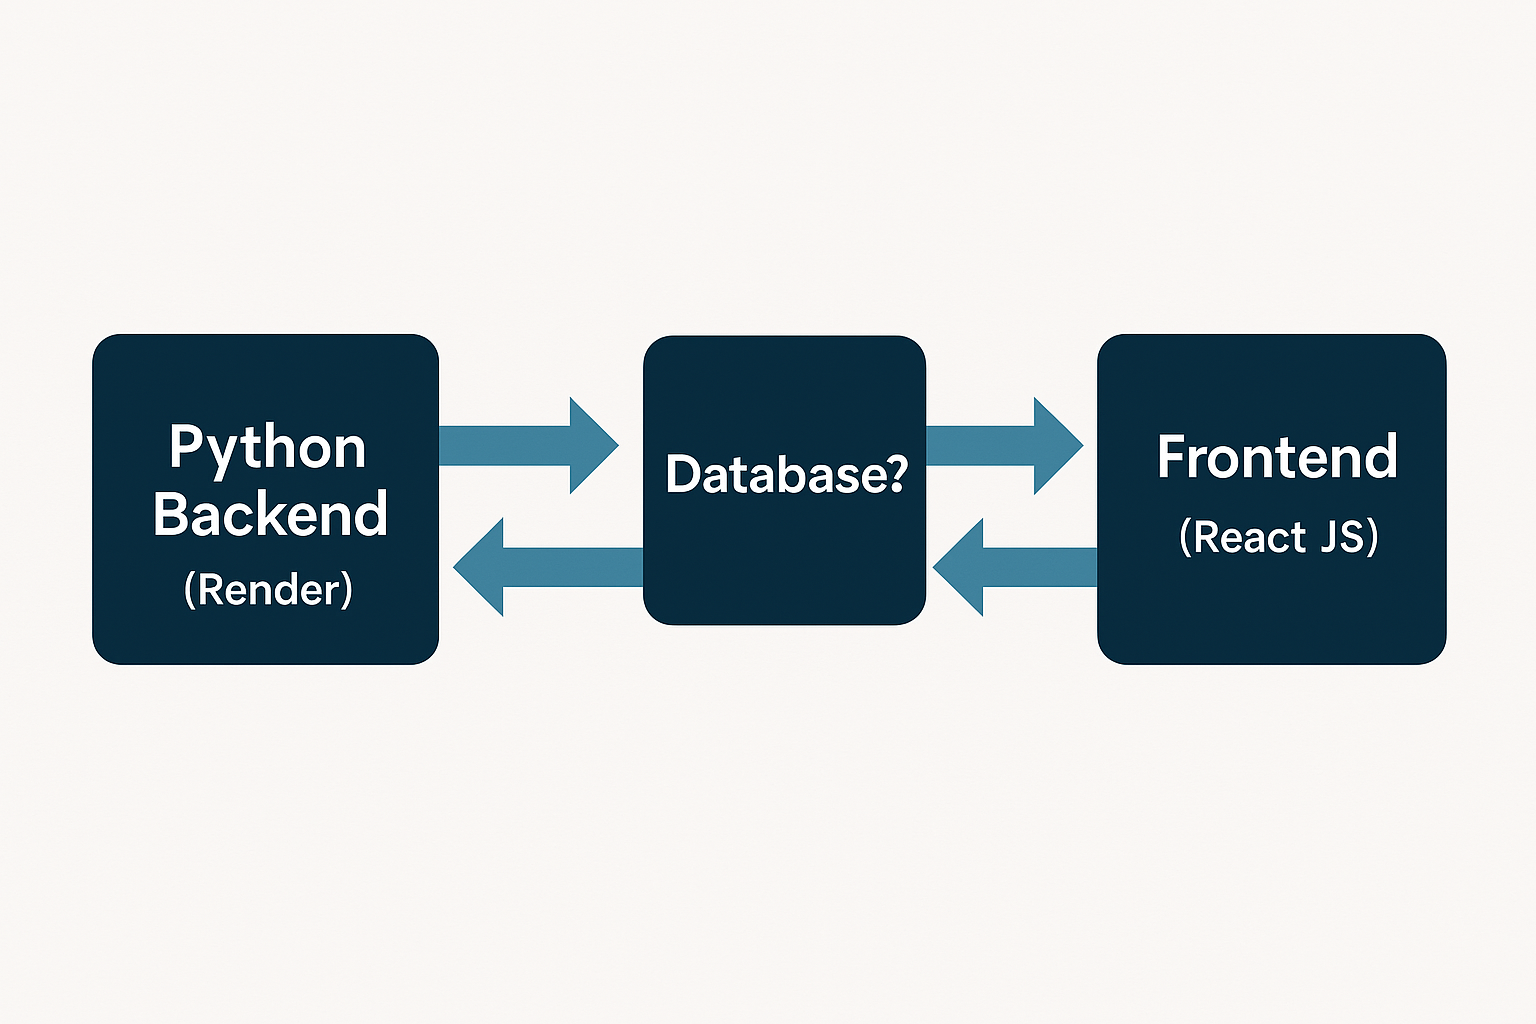 Python
Backend
(Render)
Database?
Frontend
(React JS)